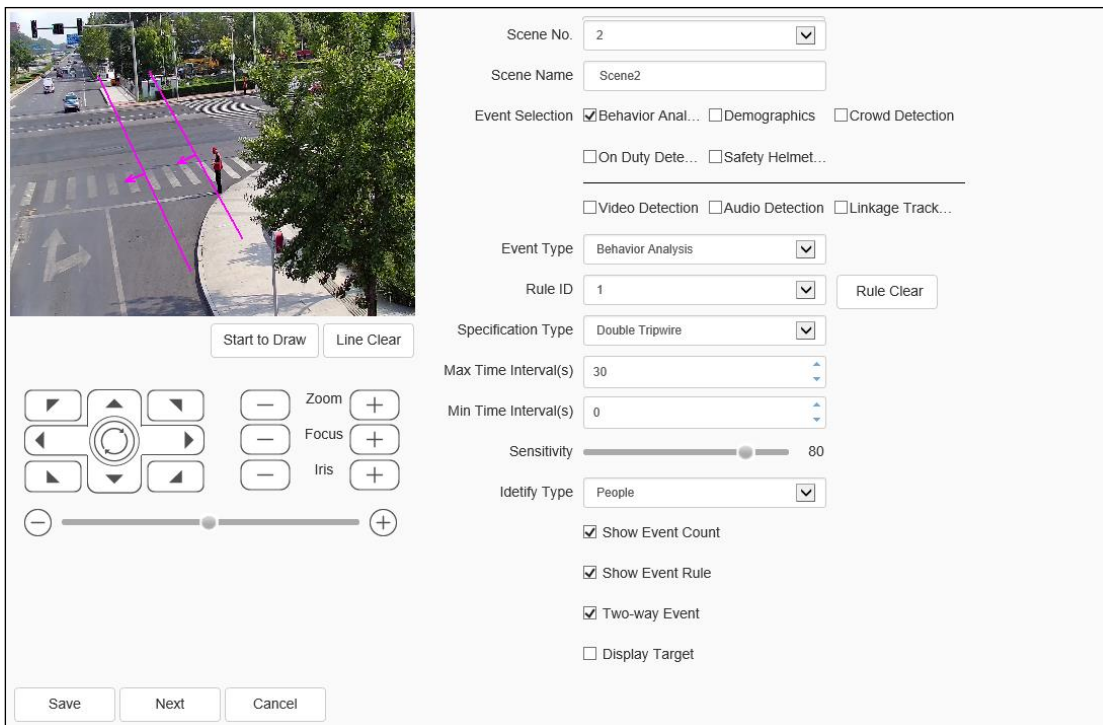 Scene No. 2
Scene Name Scene2
Event Selection Behavior Anal... Demographics Crowd Detection
On Duty Dete... Safety Helmet...
Video Detection Audio Detection Linkage Track...
Event Type Behavior Analysis
Rule ID 1 Rule Clear
Specification Type Double Tripwire
Start to Draw Line Clear
Max Time Interval(s) 30
Min Time Interval(s) 0
Zoom
Focus
Iris
Sensitivity 80
Idetify Type People
Show Event Count
Show Event Rule
Two-way Event
Display Target
Save Next Cancel